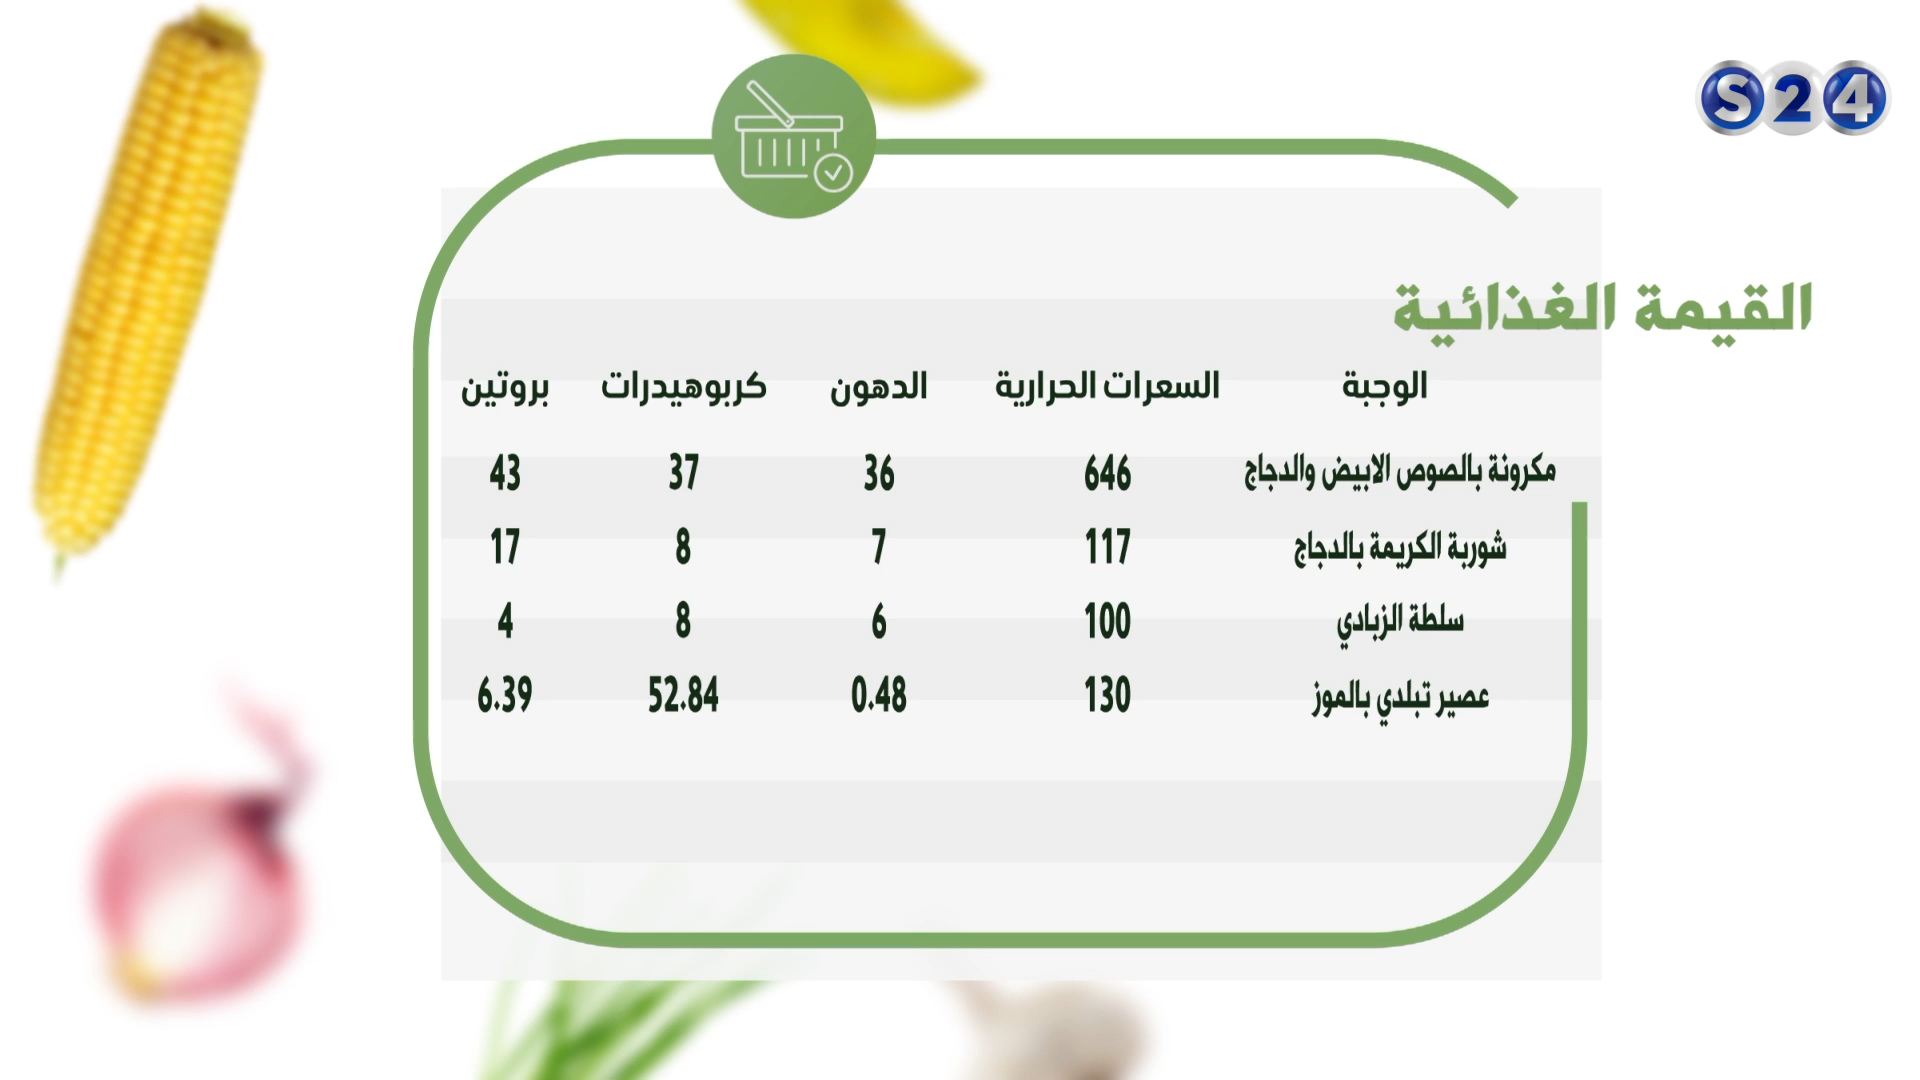 S24
القيمة الغذائية
الوجبة السعرات الحرارية الدهون كربوهيدرات بروتين
مكرونة بالصوص الابيض والدجاج 646 36 37 43
شوربة الكريمة بالدجاج 117 7 8 17
سلطة الزبادي 100 6 8 4
عصير تبلدي بالموز 130 0.48 52.84 6.39